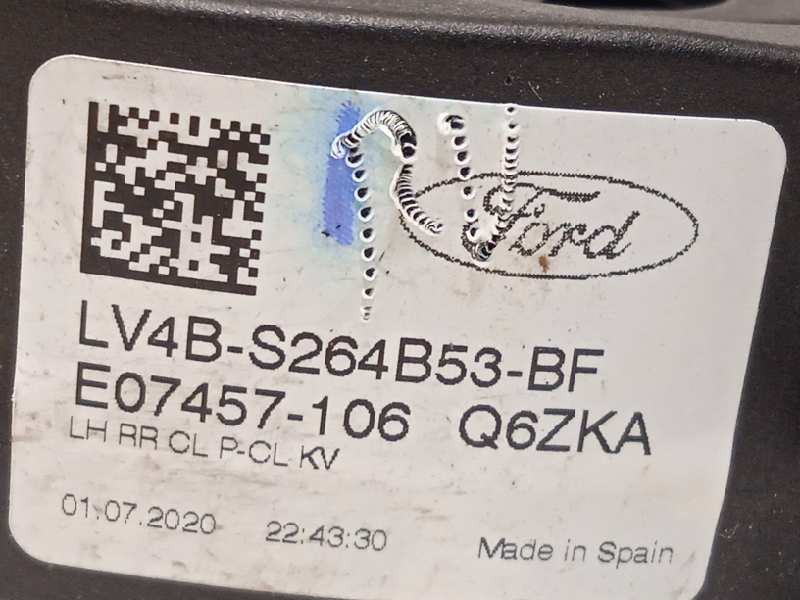 Ford
LV4B-S264B53-BF
E07457-106 Q6ZKA
LH RR CL P-CL KV
01.07.2020 22:43:30
Made in Spain